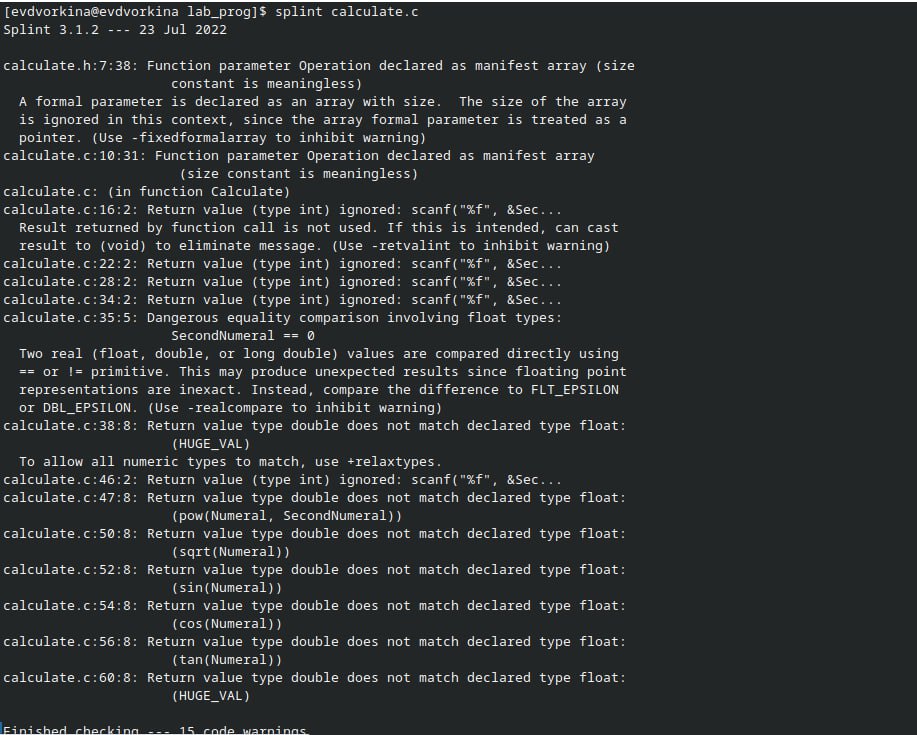 [evdvorkina@evdvorkina lab_prog]$ splint calculate.c
Splint 3.1.2 --- 23 Jul 2022
calculate.h:7:38: Function parameter Operation declared as manifest array (size
constant is meaningless)
A formal parameter is declared as an array with size.  The size of the array
is ignored in this context, since the array formal parameter is treated as a
pointer. (Use -fixedformalarray to inhibit warning)
calculate.c:10:31: Function parameter Operation declared as manifest array
(size constant is meaningless)
calculate.c: (in function Calculate)
calculate.c:16:2: Return value (type int) ignored: scanf("%f", &Sec...
Result returned by function call is not used. If this is intended, can cast
result to (void) to eliminate message. (Use -retvalint to inhibit warning)
calculate.c:22:2: Return value (type int) ignored: scanf("%f", &Sec...
calculate.c:28:2: Return value (type int) ignored: scanf("%f", &Sec...
calculate.c:34:2: Return value (type int) ignored: scanf("%f", &Sec...
calculate.c:35:5: Dangerous equality comparison involving float types:
SecondNumeral == 0
Two real (float, double, or long double) values are compared directly using
== or != primitive. This may produce unexpected results since floating point
representations are inexact. Instead, compare the difference to FLT_EPSILON
or DBL_EPSILON. (Use -realcompare to inhibit warning)
calculate.c:38:8: Return value type double does not match declared type float:
(HUGE_VAL)
To allow all numeric types to match, use +relaxtypes.
calculate.c:46:2: Return value (type int) ignored: scanf("%f", &Sec...
calculate.c:47:8: Return value type double does not match declared type float:
(pow(Numeral, SecondNumeral))
calculate.c:50:8: Return value type double does not match declared type float:
(sqrt(Numeral))
calculate.c:52:8: Return value type double does not match declared type float:
(sin(Numeral))
calculate.c:54:8: Return value type double does not match declared type float:
(cos(Numeral))
calculate.c:56:8: Return value type double does not match declared type float:
(tan(Numeral))
calculate.c:60:8: Return value type double does not match declared type float:
(HUGE_VAL)
Finished checking --- 15 code warnings